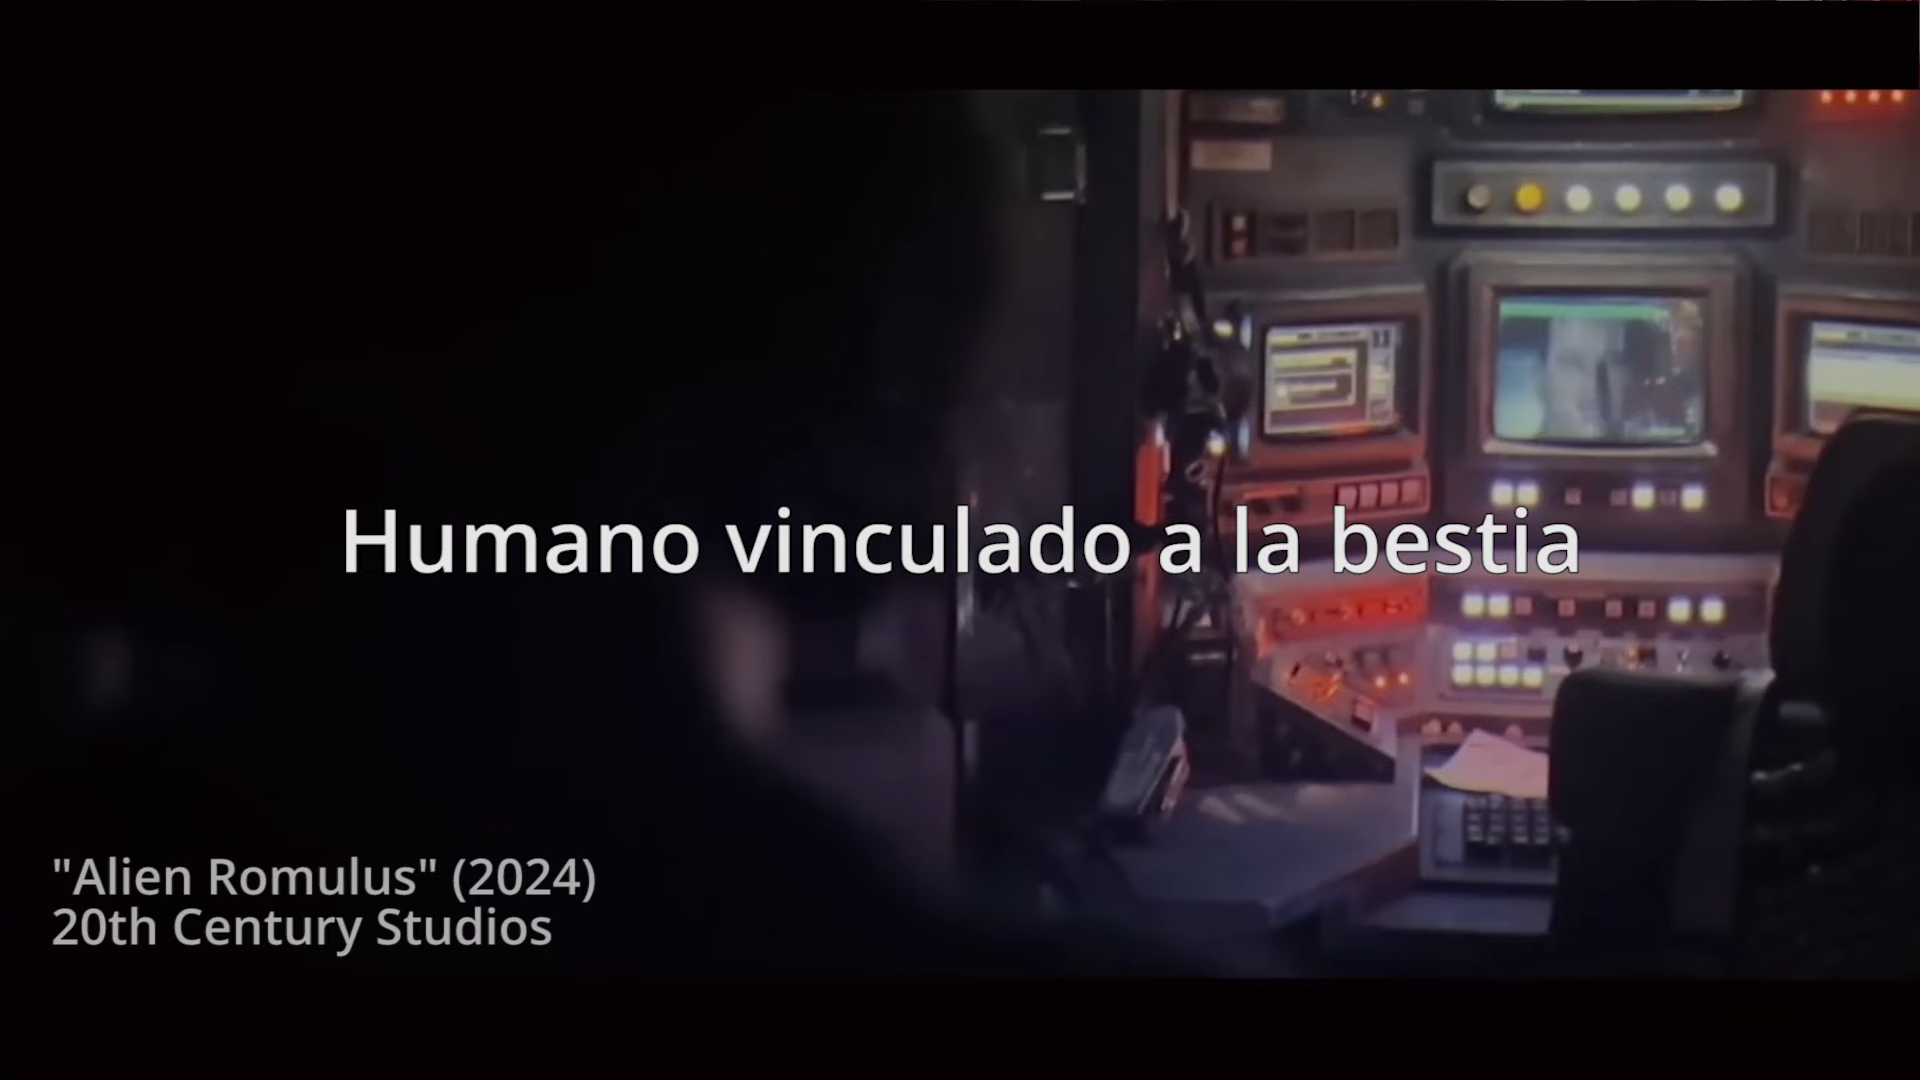 Humano vinculado a la bestia
"Alien Romulus" (2024)
20th Century Studios